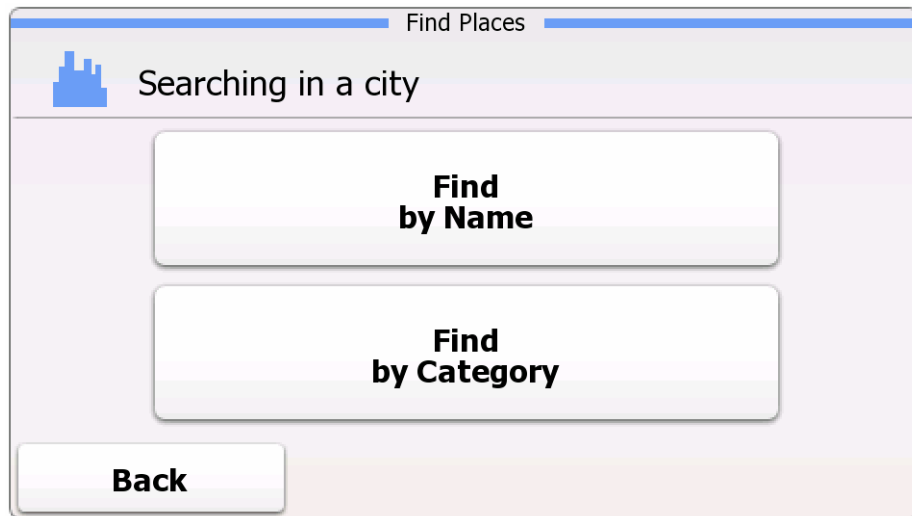 Find Places
Searching in a city
Find
by Name
Find
by Category
Back